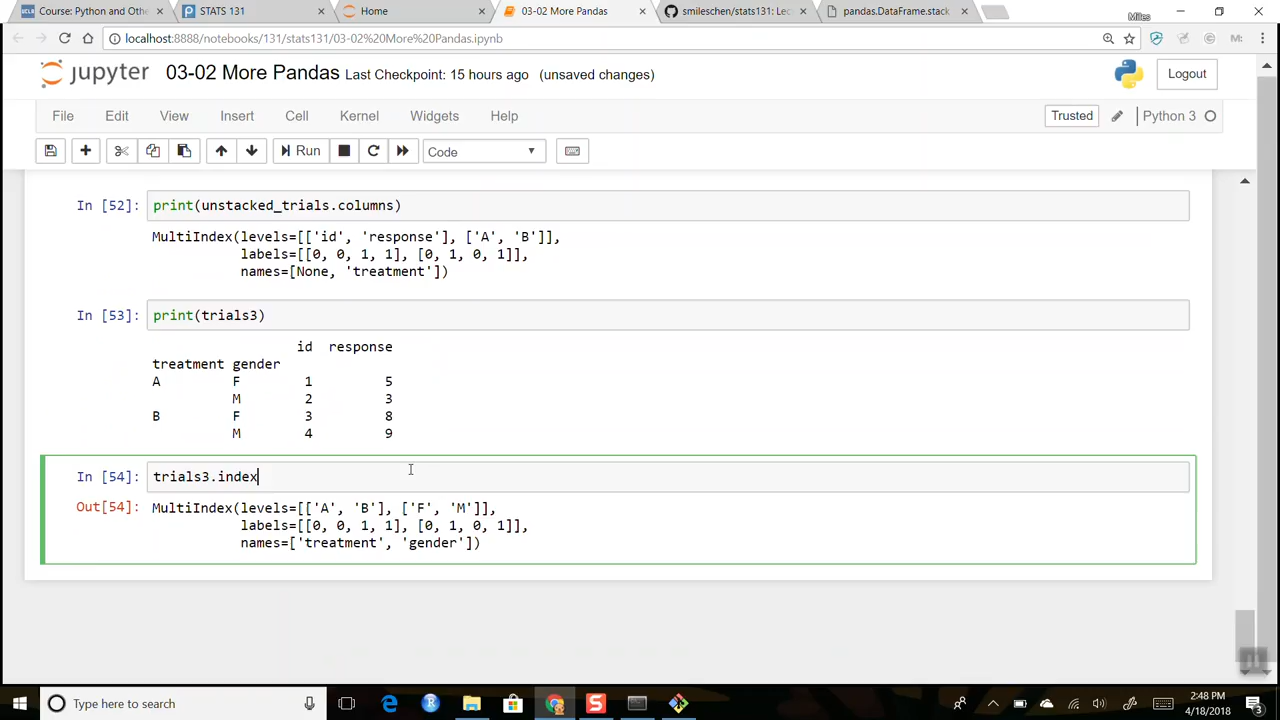 Course: Python and Othe
STATS 131
Home
03-02 More Pandas
smileschen/stats131: Lec
pandas.DataFrame.stack
Miles
localhost:8888/notebooks/131/stats131/03-02%20More%20Pandas.ipynb
jupyter 03-02 More Pandas Last Checkpoint: 15 hours ago (unsaved changes)
Logout
File Edit View Insert Cell Kernel Widgets Help
Trusted
Python 3
Run
Code
In [52]: print(unstacked_trials.columns)
MultiIndex(levels=[['id', 'response'], ['A', 'B']],
labels=[[0, 0, 1, 1], [0, 1, 0, 1]],
names=[None, 'treatment'])
In [53]: print(trials3)
id response
treatment gender
A F 1 5
M 2 3
B F 3 8
M 4 9
In [54]: trials3.index
Out[54]: MultiIndex(levels=[['A', 'B'], ['F', 'M']],
labels=[[0, 0, 1, 1], [0, 1, 0, 1]],
names=['treatment', 'gender'])
Type here to search
2:48 PM
4/18/2018